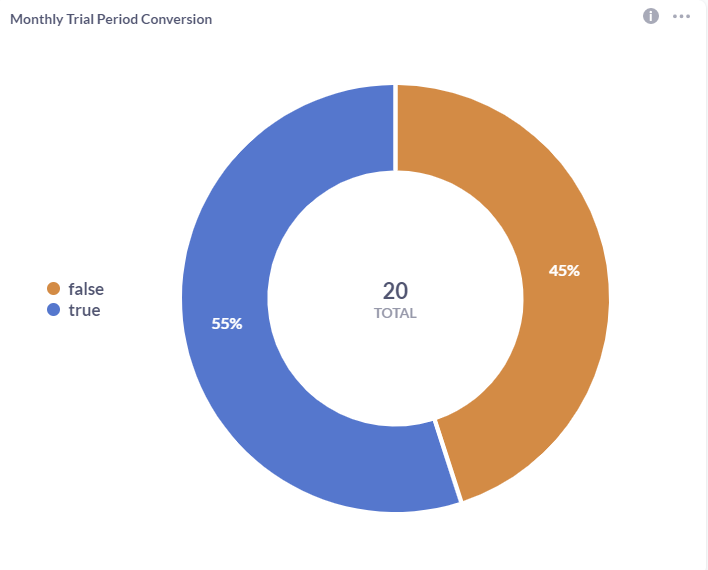 Monthly Trial Period Conversion
false
true
45%
55%
20
TOTAL